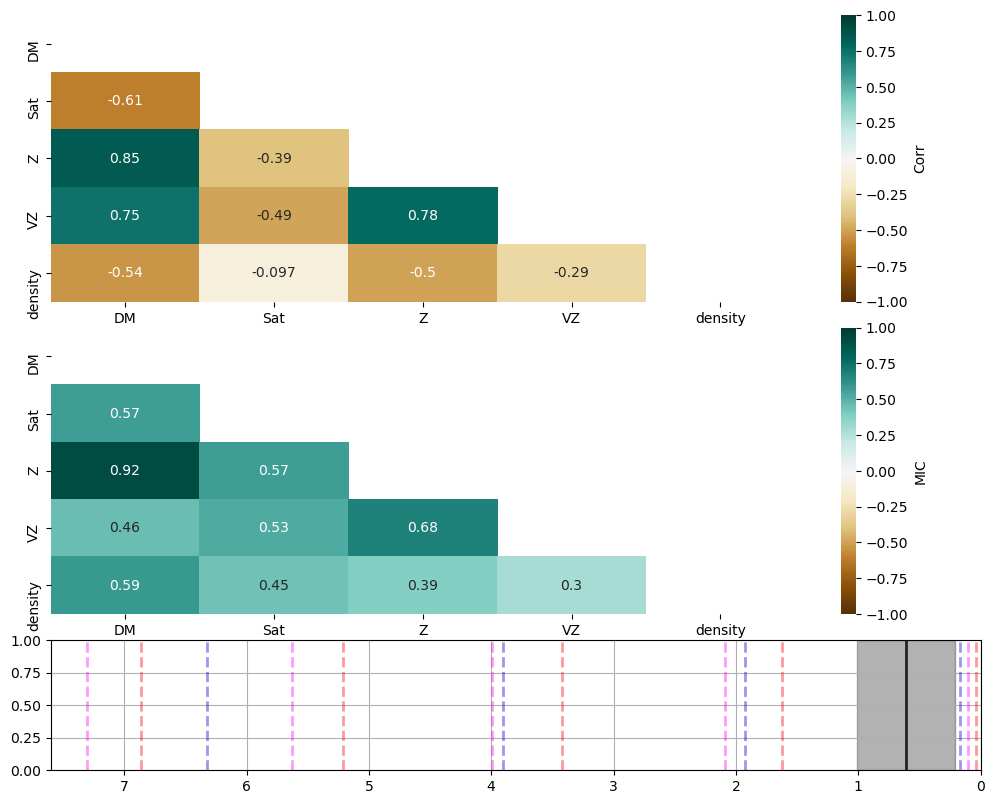 DM
Sat
Z
VZ
density
-0.61
0.85
-0.39
0.75
-0.49
0.78
-0.54
-0.097
-0.5
-0.29
DM
Sat
Z
VZ
density
1.00
0.75
0.50
0.25
0.00
−0.25
−0.50
−0.75
−1.00
Corr
DM
Sat
Z
VZ
density
0.57
0.92
0.57
0.46
0.53
0.68
0.59
0.45
0.39
0.3
DM
Sat
Z
VZ
density
1.00
0.75
0.50
0.25
0.00
−0.25
−0.50
−0.75
−1.00
MIC
1.00
0.75
0.50
0.25
0.00
7
6
5
4
3
2
1
0